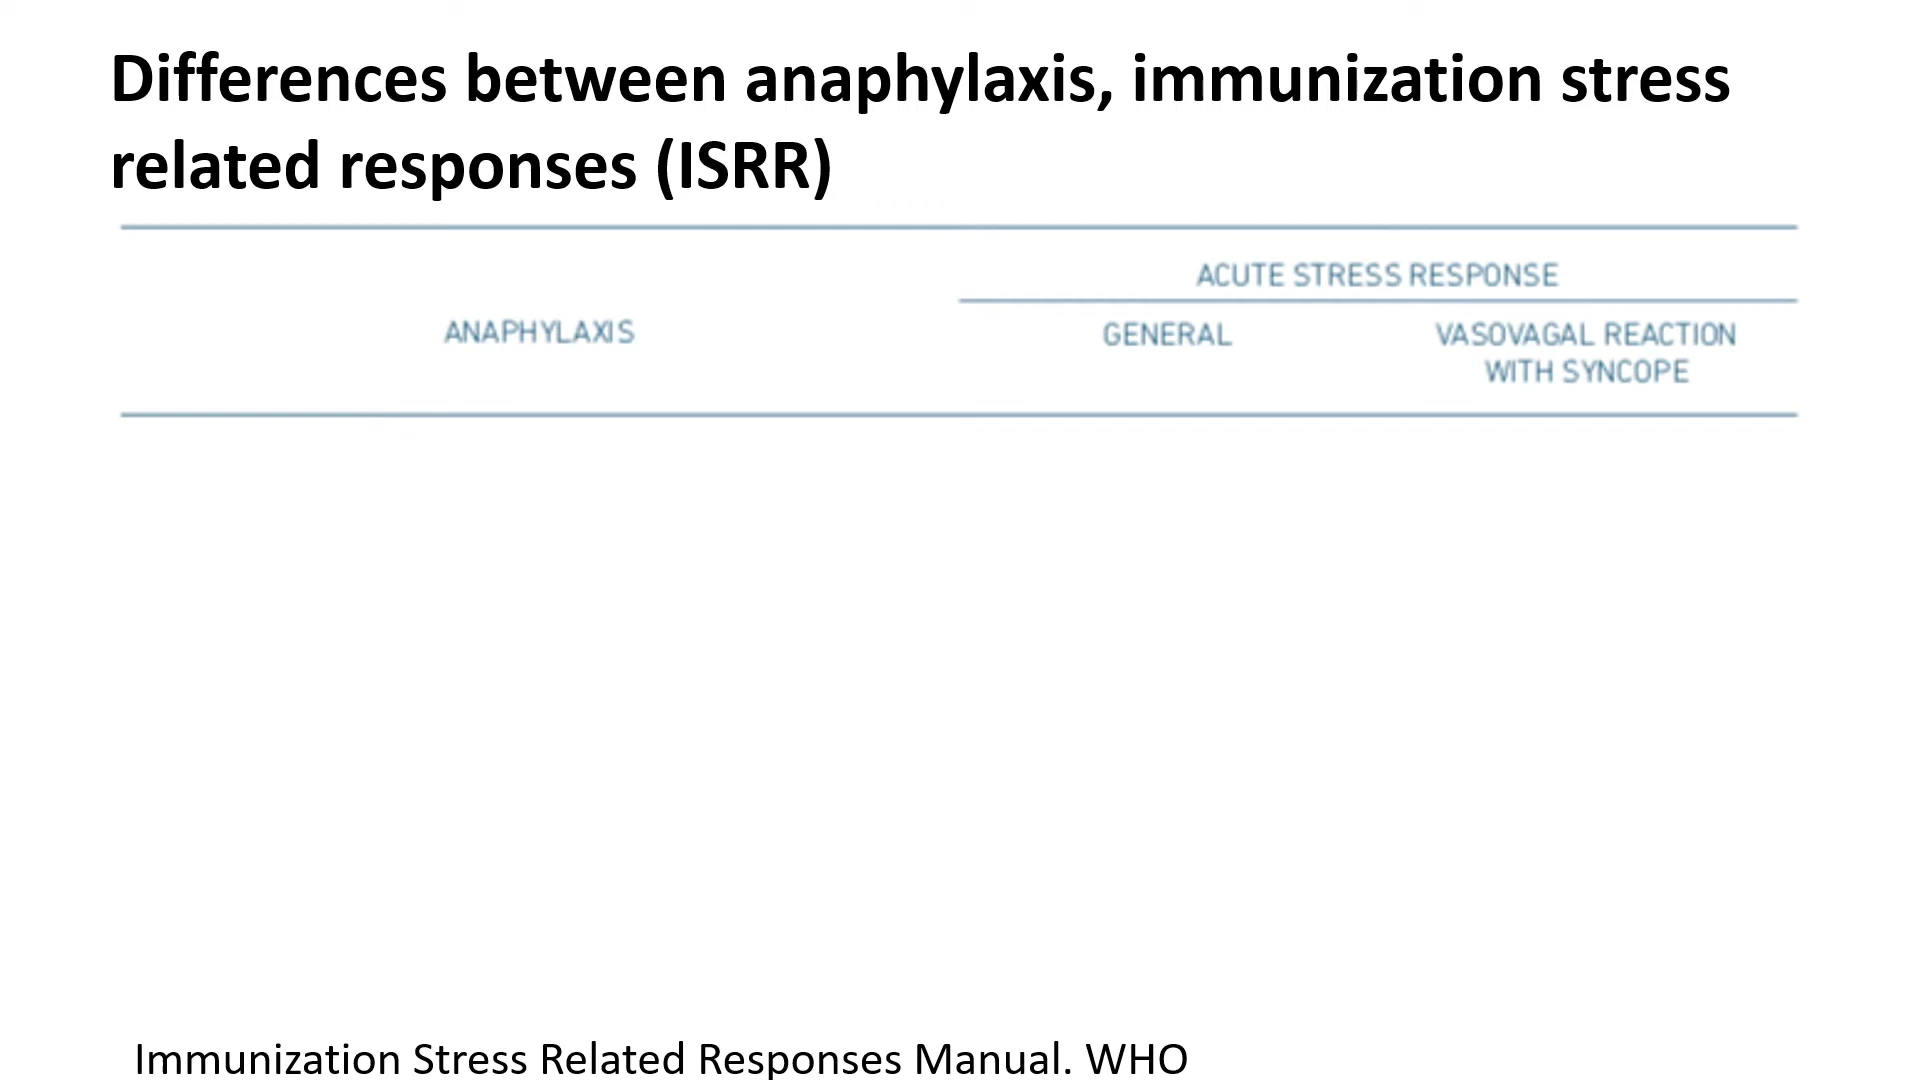 Differences between anaphylaxis, immunization stress
related responses (ISRR)
ACUTE STRESS RESPONSE
ANAPHYLAXIS
GENERAL
VASOVAGAL REACTION
WITH SYNCOPE
Immunization Stress Related Responses Manual. WHO